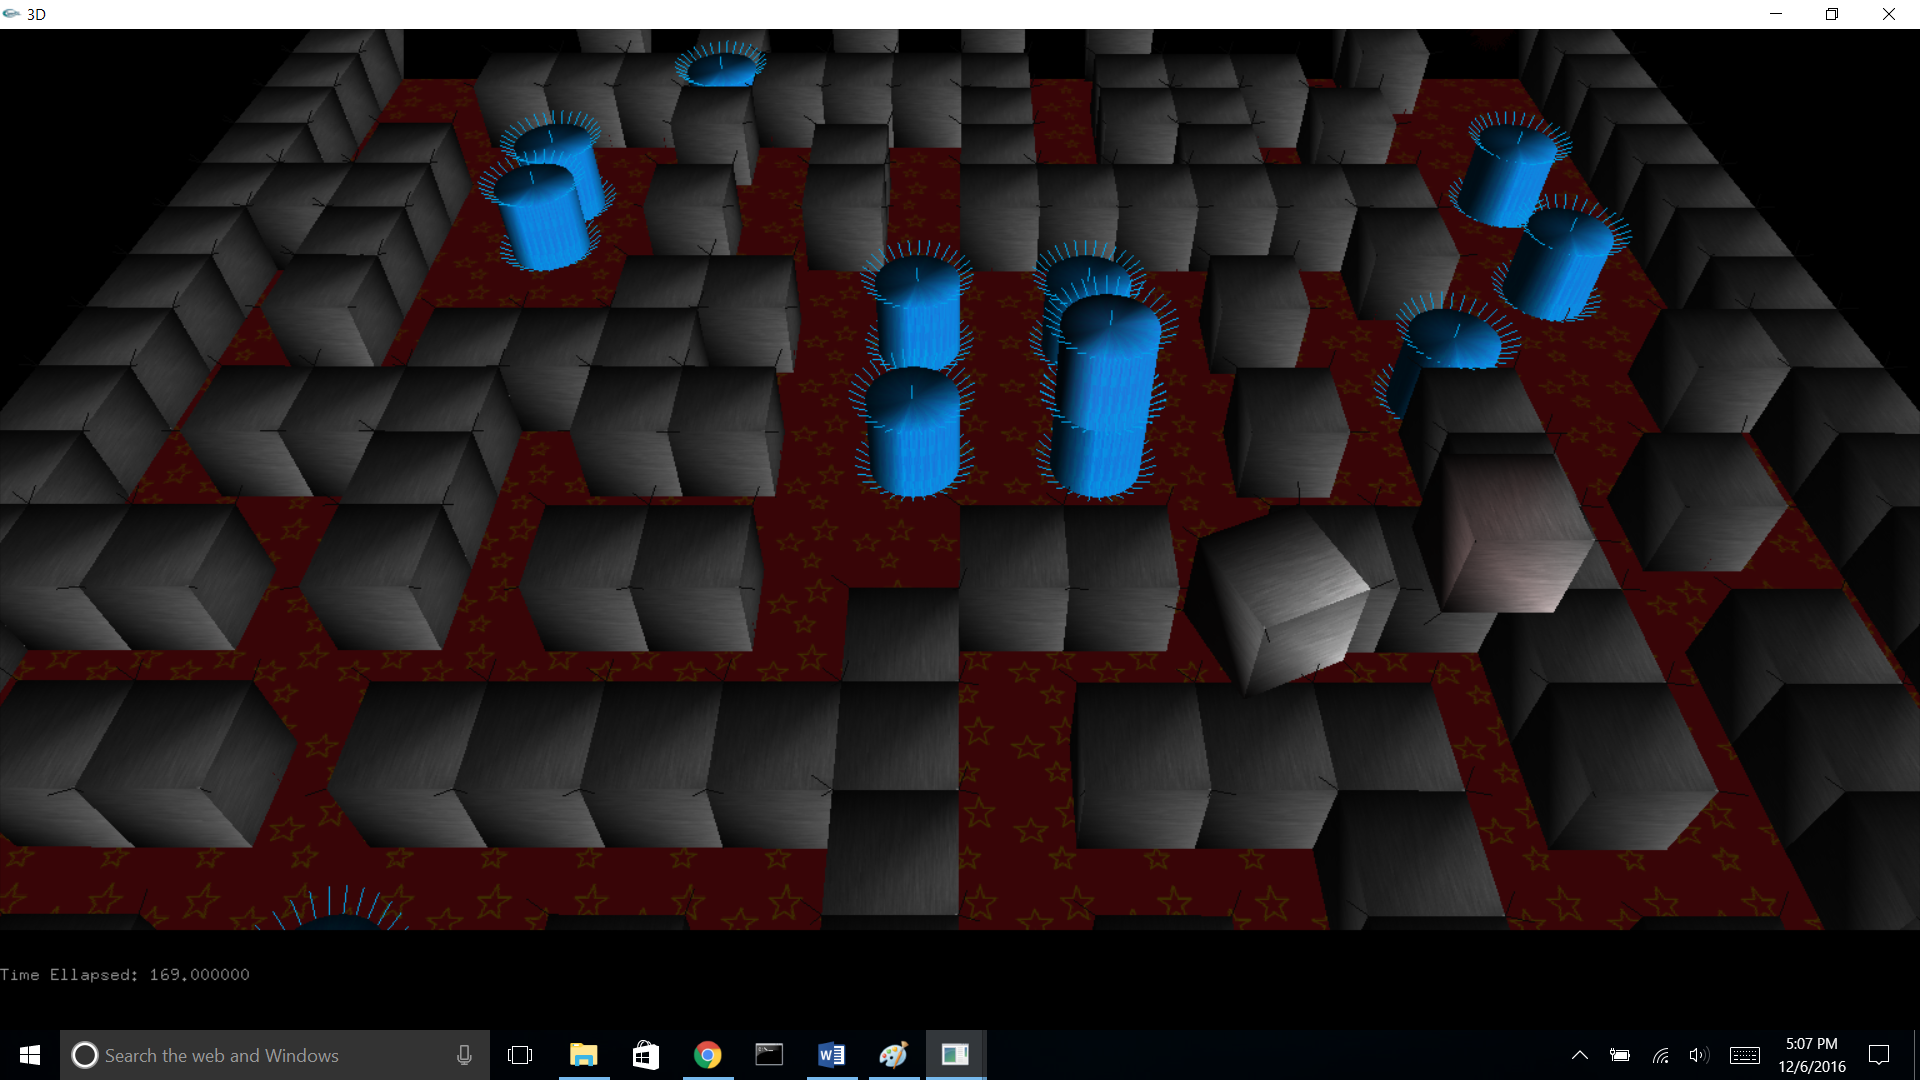 3D
Time Ellapsed: 169.000000
Search the web and Windows
5:07 PM
12/6/2016